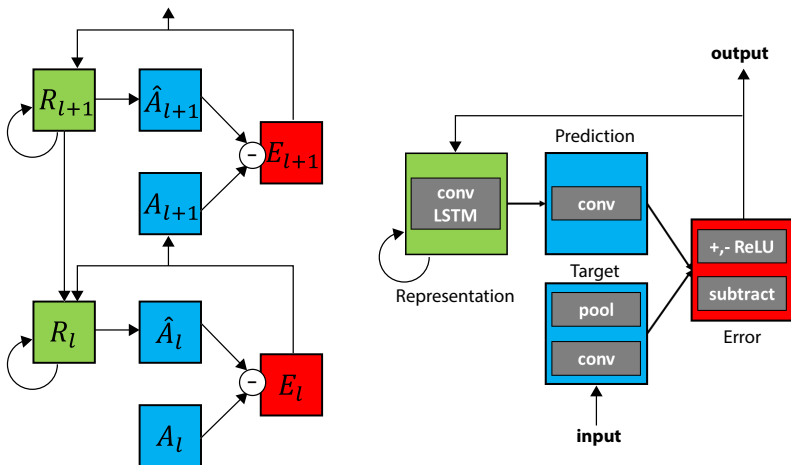 R_{l+1}
Â_{l+1}
-
E_{l+1}
A_{l+1}
R_l
Â_l
-
E_l
A_l
output
Prediction
conv
LSTM
conv
+,- ReLU
subtract
Error
Representation
Target
pool
conv
input